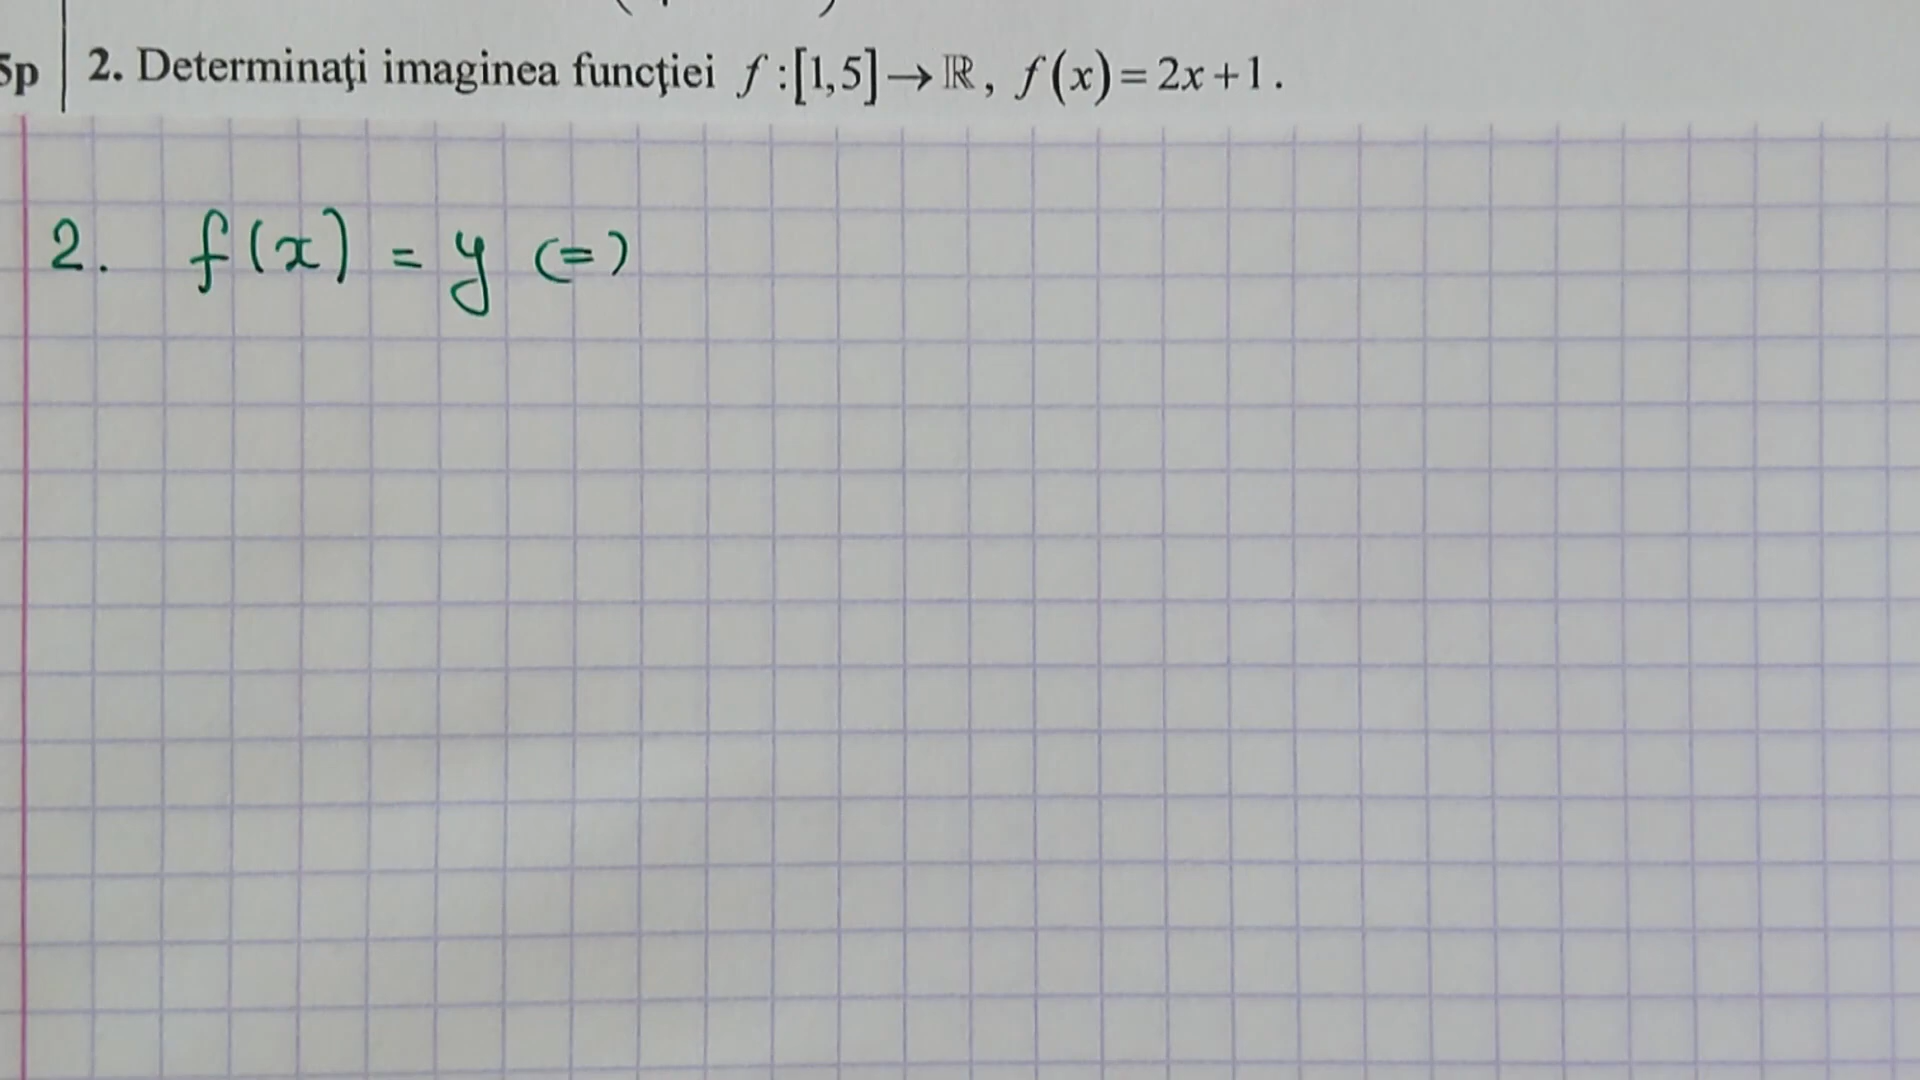 5p 2. Determinaţi imaginea funcţiei f :[1,5]→ℝ, f(x)=2x+1.
2. f(x) = y (=)